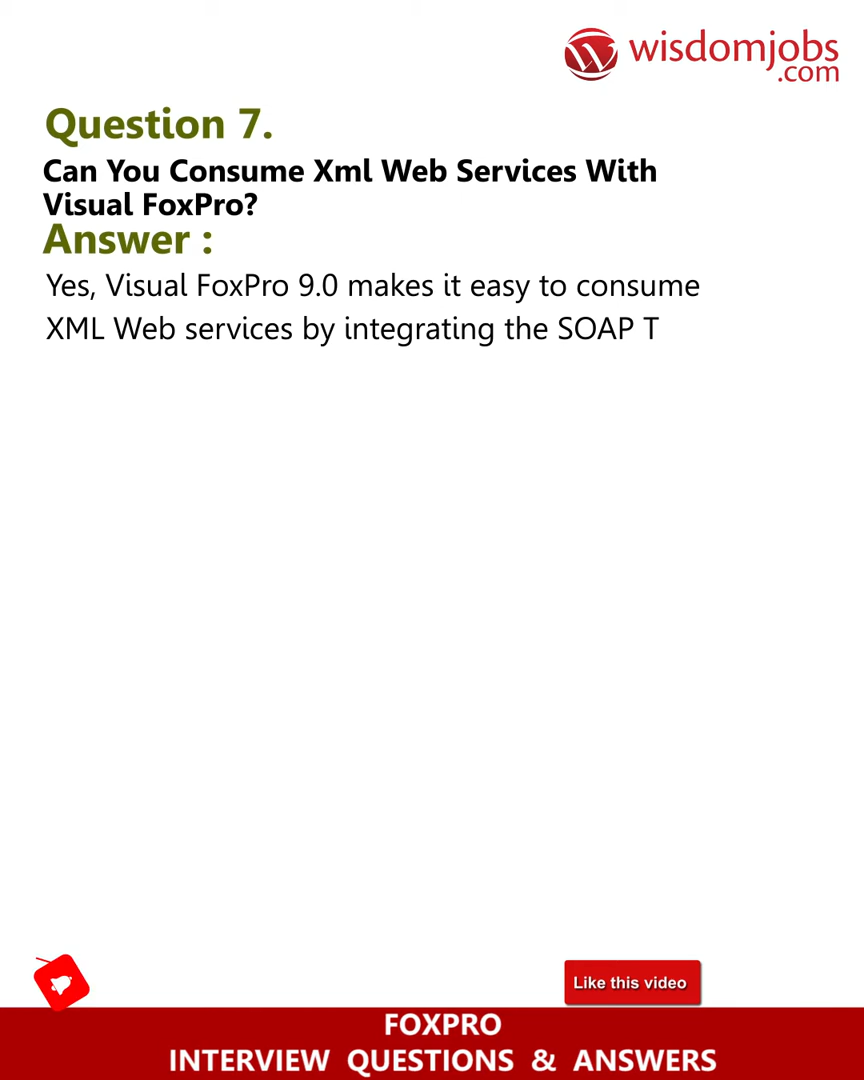 wisdomjobs
.com
Question 7.
Can You Consume Xml Web Services With
Visual FoxPro?
Answer :
Yes, Visual FoxPro 9.0 makes it easy to consume
XML Web services by integrating the SOAP T
Like this video
FOXPRO
INTERVIEW QUESTIONS & ANSWERS